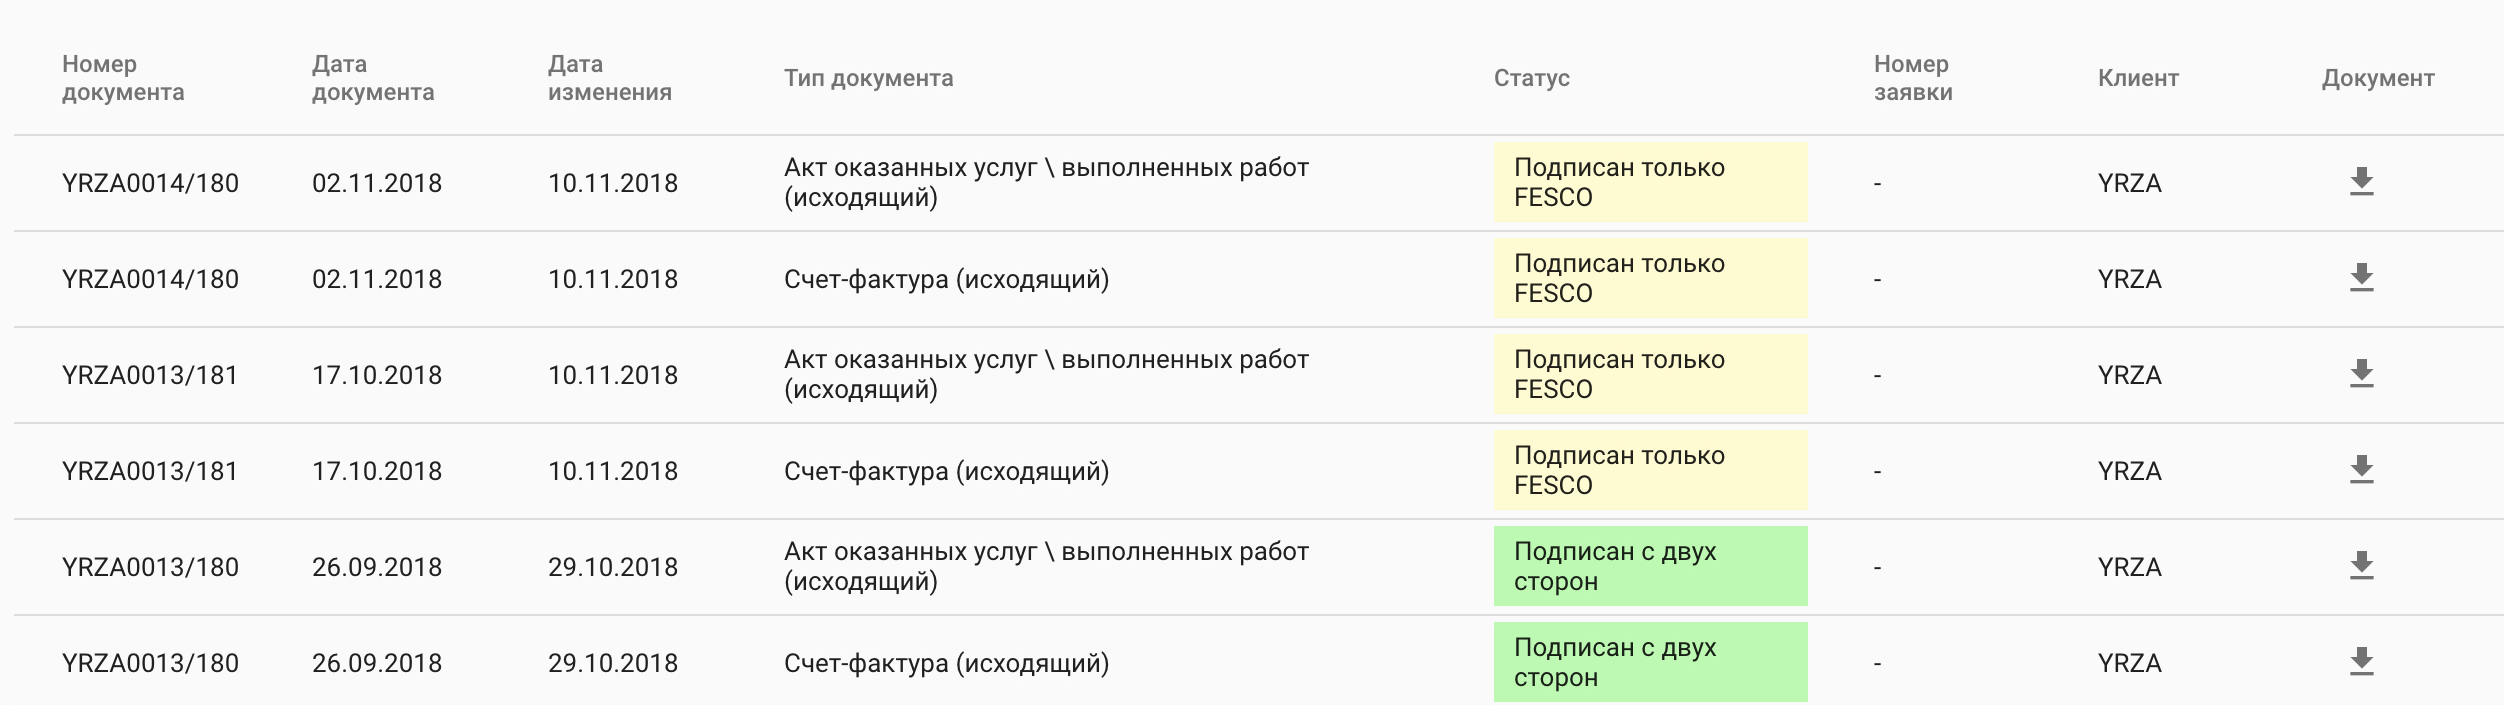 Номер документа
Дата документа
Дата изменения
Тип документа
Статус
Номер заявки
Клиент
Документ
YRZA0014/180
02.11.2018
10.11.2018
Акт оказанных услуг \ выполненных работ
(исходящий)
Подписан только
FESCO
-
YRZA
YRZA0014/180
02.11.2018
10.11.2018
Счет-фактура (исходящий)
Подписан только
FESCO
-
YRZA
YRZA0013/181
17.10.2018
10.11.2018
Акт оказанных услуг \ выполненных работ
(исходящий)
Подписан только
FESCO
-
YRZA
YRZA0013/181
17.10.2018
10.11.2018
Счет-фактура (исходящий)
Подписан только
FESCO
-
YRZA
YRZA0013/180
26.09.2018
29.10.2018
Акт оказанных услуг \ выполненных работ
(исходящий)
Подписан с двух
сторон
-
YRZA
YRZA0013/180
26.09.2018
29.10.2018
Счет-фактура (исходящий)
Подписан с двух
сторон
-
YRZA